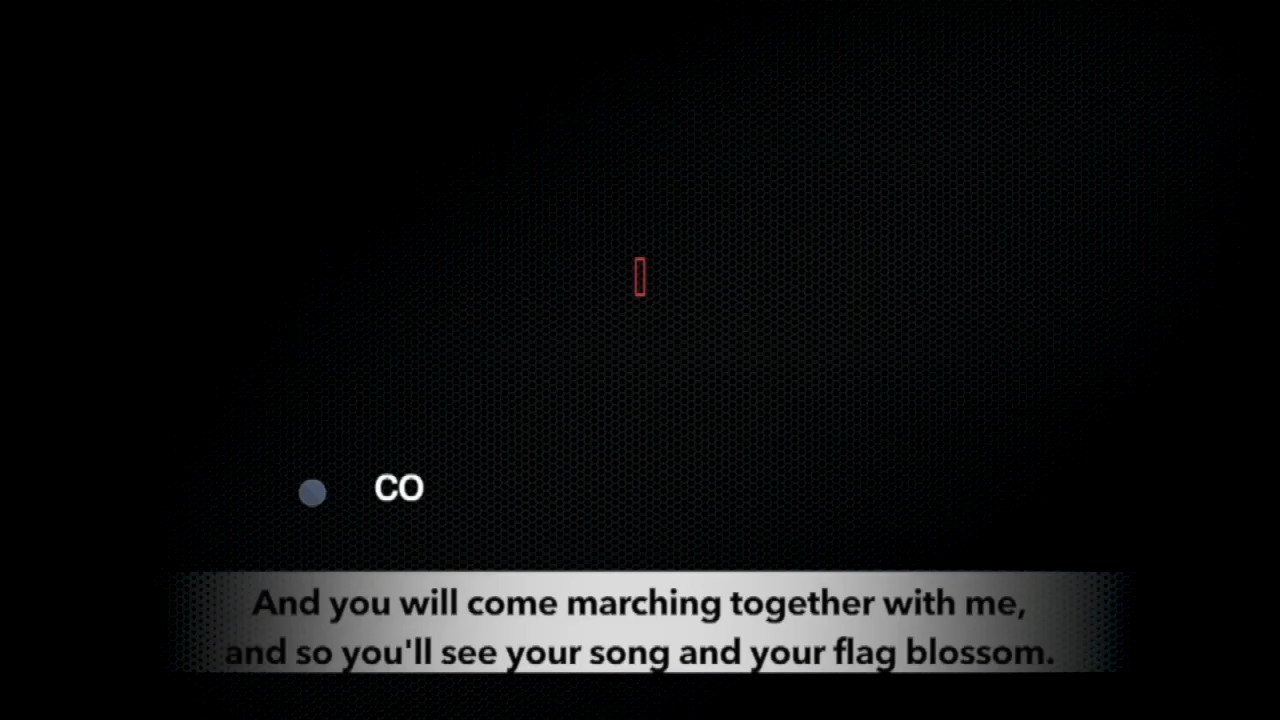 CO
And you will come marching together with me,
and so you'll see your song and your flag blossom.